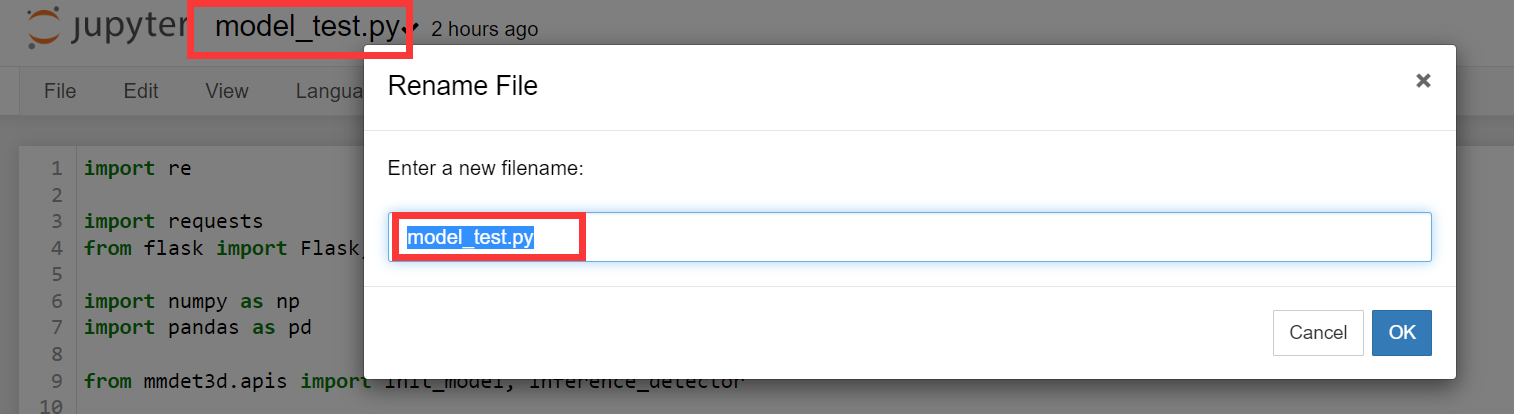 jupyter model_test.py✓ 2 hours ago
File Edit View Langua
Rename File ×
Enter a new filename:
model_test.py
Cancel OK
1 import re
2
3 import requests
4 from flask import Flask,
5
6 import numpy as np
7 import pandas as pd
8
9 from mmdet3d.apis import init_model, inference_detector
10